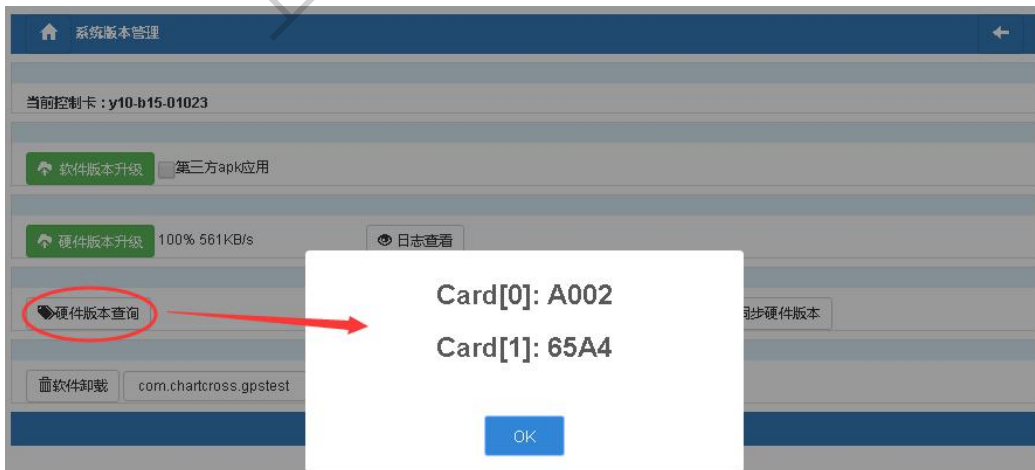 系统版本管理
当前控制卡：y10-b15-01023
软件版本升级 第三方apk应用
硬件版本升级 100% 561KB/s 日志查看
硬件版本查询
步硬件版本
软件卸载 com.chartcross.gpstest
Card[0]: A002
Card[1]: 65A4
OK